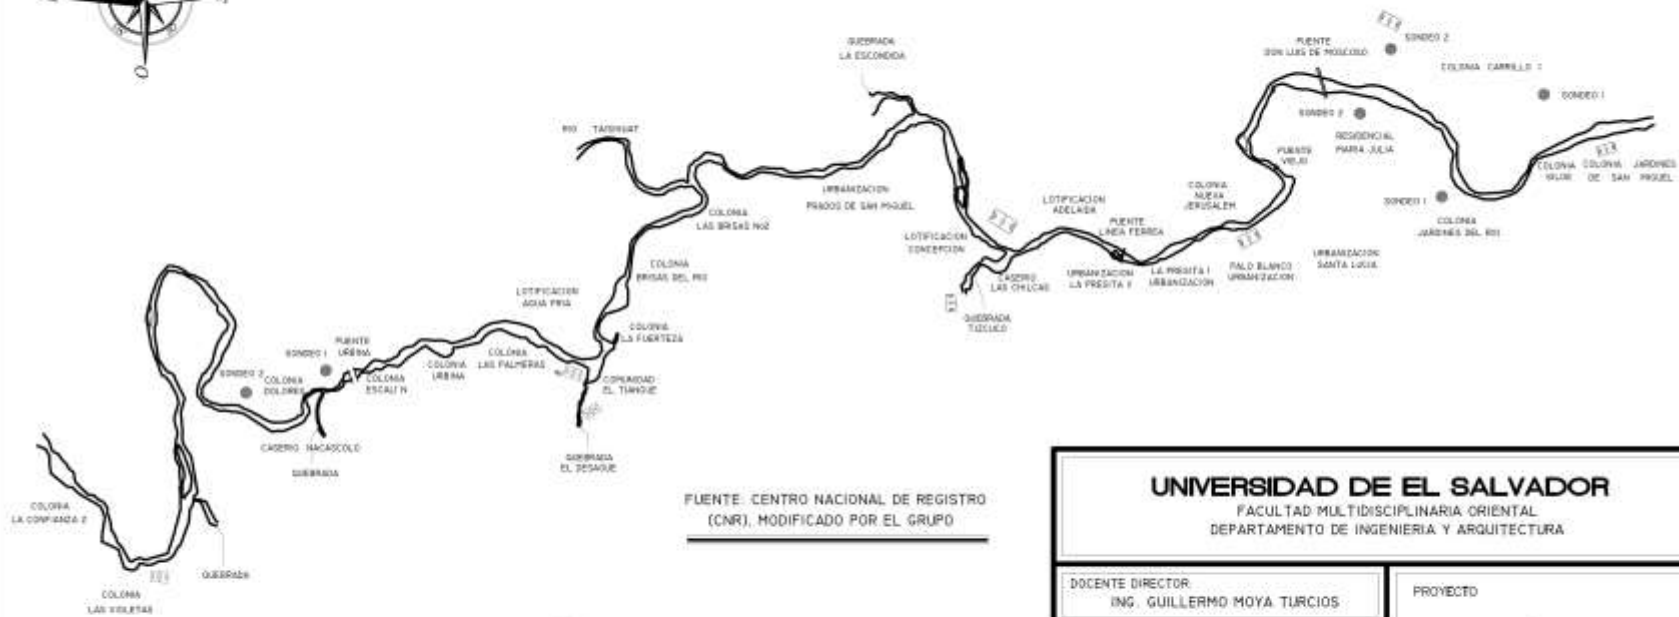 O
QUEBRADA
LA ESCONDIDA
PUENTE
DON LUIS DE MOSCOSO
SONDEO 2
COLONIA CARRILLO
SONDEO 1
SONDEO 2
RESIDENCIAL
MARIA JULIA
RIO TAISIHUAT
PUENTE
VIEJO
COLONIA
COLONIA JARDINES
DE SAN MIGUEL
SONDEO 1
COLONIA
JARDINES DEL RIO
URBANIZACION
PRADOS DE SAN MIGUEL
COLONIA
NUEVA
JERUSALEM
LOTIFICACION
ADELAIDA
PUENTE
LINEA FERREA
COLONIA
LAS BRISAS No2
LOTIFICACION
CONCEPCION
CASERIO
LAS CHILCAS
URBANIZACION
LA PRESITA II
LA PRESITA I
URBANIZACION
PALO BLANCO
URBANIZACION
URBANIZACION
SANTA LUCIA
COLONIA
BRISAS DEL RIO
LOTIFICACION
AGUA FRIA
QUEBRADA
TIZCUCO
COLONIA
LA FUERTEZA
SONDEO 1
PUENTE
URBINA
SONDEO 2
COLONIA
DOLORES
COLONIA
ESCALI N
COLONIA
URBINA
COLONIA
LAS PALMERAS
COMUNIDAD
EL TIANGUE
CASERIO NACASCOLO
QUEBRADA
QUEBRADA
EL DESAGUE
COLONIA
LA CONFIANZA 2
QUEBRADA
COLONIA
LAS VIOLETAS
FUENTE: CENTRO NACIONAL DE REGISTRO
(CNR), MODIFICADO POR EL GRUPO
UNIVERSIDAD DE EL SALVADOR
FACULTAD MULTIDISCIPLINARIA ORIENTAL
DEPARTAMENTO DE INGENIERIA Y ARQUITECTURA
DOCENTE DIRECTOR:
ING. GUILLERMO MOYA TURCIOS
PROYECTO